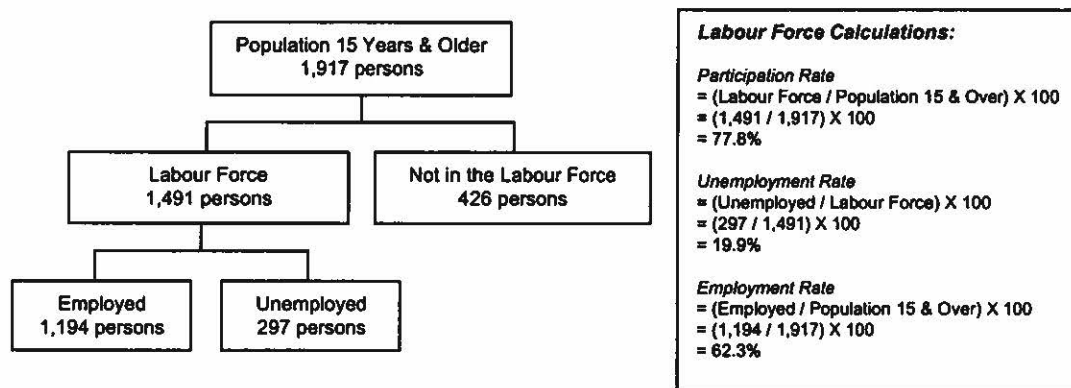 Population 15 Years & Older
1,917 persons
Labour Force
1,491 persons
Not in the Labour Force
426 persons
Employed
1,194 persons
Unemployed
297 persons
Labour Force Calculations:
Participation Rate
= (Labour Force / Population 15 & Over) X 100
= (1,491 / 1,917) X 100
= 77.8%
Unemployment Rate
= (Unemployed / Labour Force) X 100
= (297 / 1,491) X 100
= 19.9%
Employment Rate
= (Employed / Population 15 & Over) X 100
= (1,194 / 1,917) X 100
= 62.3%